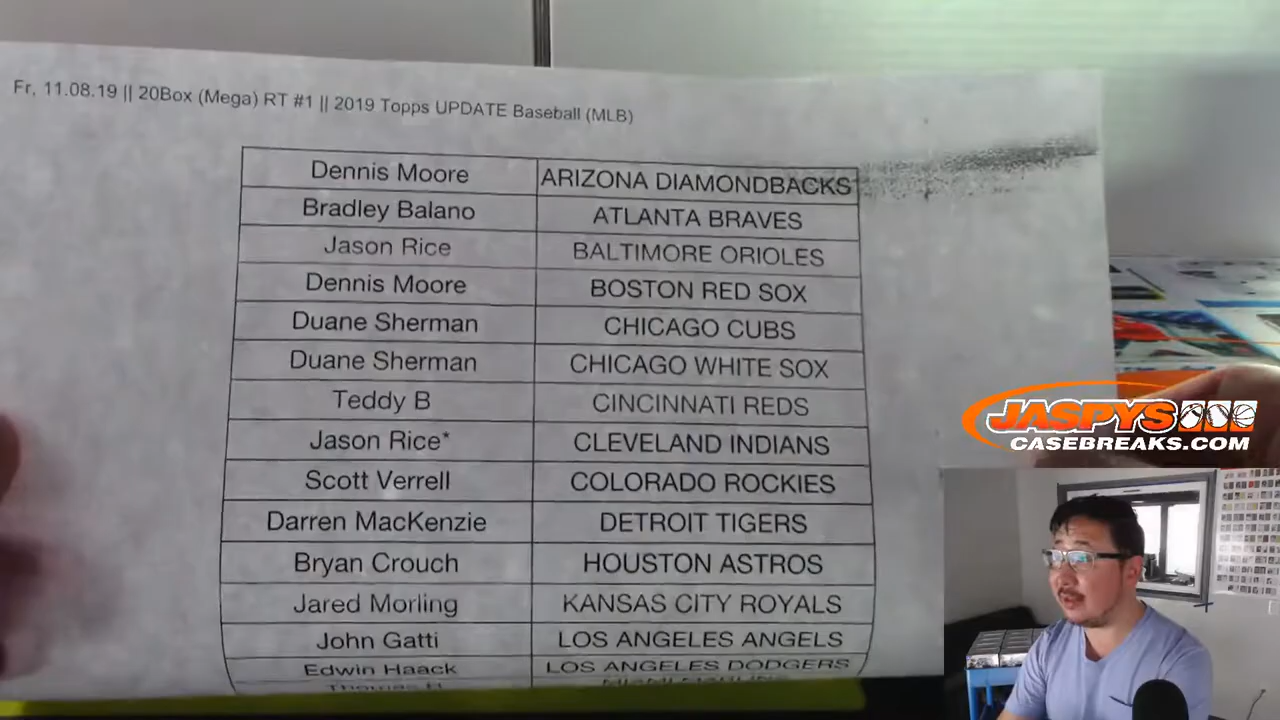 Fr, 11.08.19 || 20Box (Mega) RT #1 || 2019 Topps UPDATE Baseball (MLB)
Dennis Moore ARIZONA DIAMONDBACKS
Bradley Balano ATLANTA BRAVES
Jason Rice BALTIMORE ORIOLES
Dennis Moore BOSTON RED SOX
Duane Sherman CHICAGO CUBS
Duane Sherman CHICAGO WHITE SOX
Teddy B CINCINNATI REDS
Jason Rice* CLEVELAND INDIANS
Scott Verrell COLORADO ROCKIES
Darren MacKenzie DETROIT TIGERS
Bryan Crouch HOUSTON ASTROS
Jared Morling KANSAS CITY ROYALS
John Gatti LOS ANGELES ANGELS
Edwin Haack LOS ANGELES DODGERS
Thomas H
JASPYS
CASEBREAKS.COM